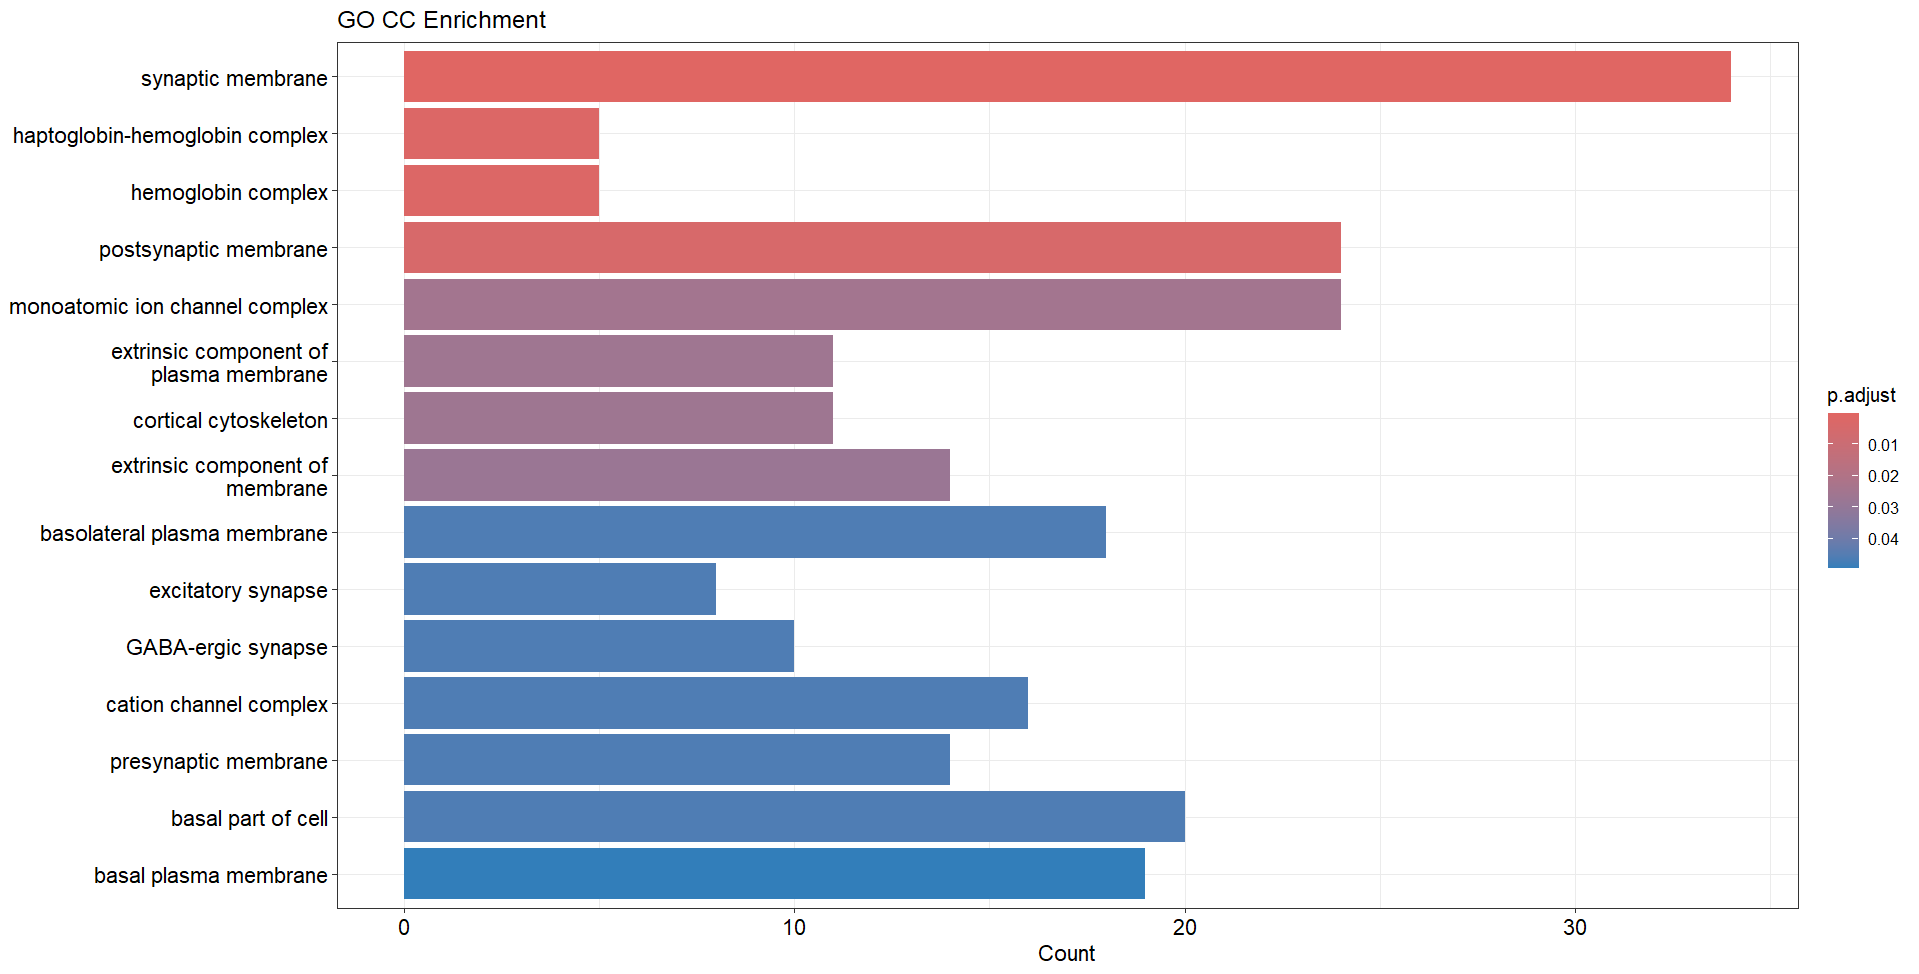 GO CC Enrichment
synaptic membrane
haptoglobin-hemoglobin complex
hemoglobin complex
postsynaptic membrane
monoatomic ion channel complex
extrinsic component of
plasma membrane
cortical cytoskeleton
extrinsic component of
membrane
basolateral plasma membrane
excitatory synapse
GABA-ergic synapse
cation channel complex
presynaptic membrane
basal part of cell
basal plasma membrane
0 10 20 30
Count
p.adjust
0.01
0.02
0.03
0.04